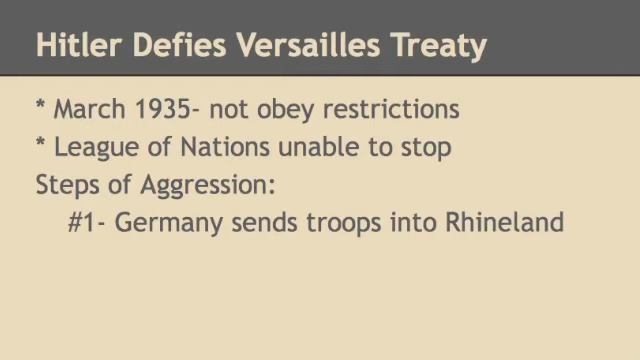 Hitler Defies Versailles Treaty
* March 1935- not obey restrictions
* League of Nations unable to stop
Steps of Aggression:
#1- Germany sends troops into Rhineland